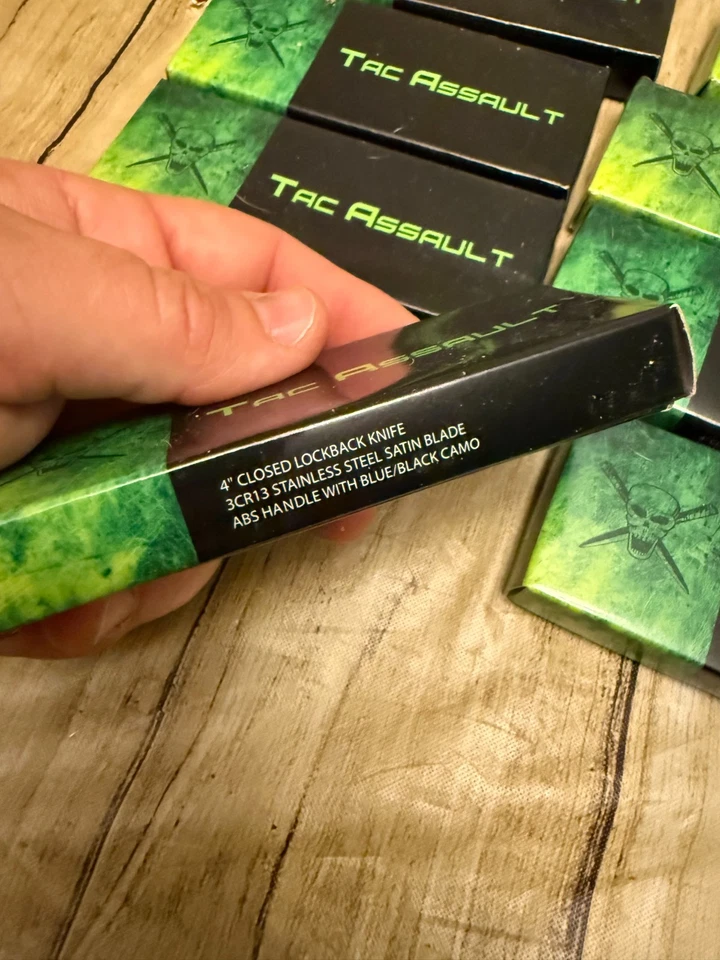 TAC ASSAULT
TAC ASSAULT
TAC ASSAULT
4" CLOSED LOCKBACK KNIFE
3CR13 STAINLESS STEEL SATIN BLADE
ABS HANDLE WITH BLUE/BLACK CAMO